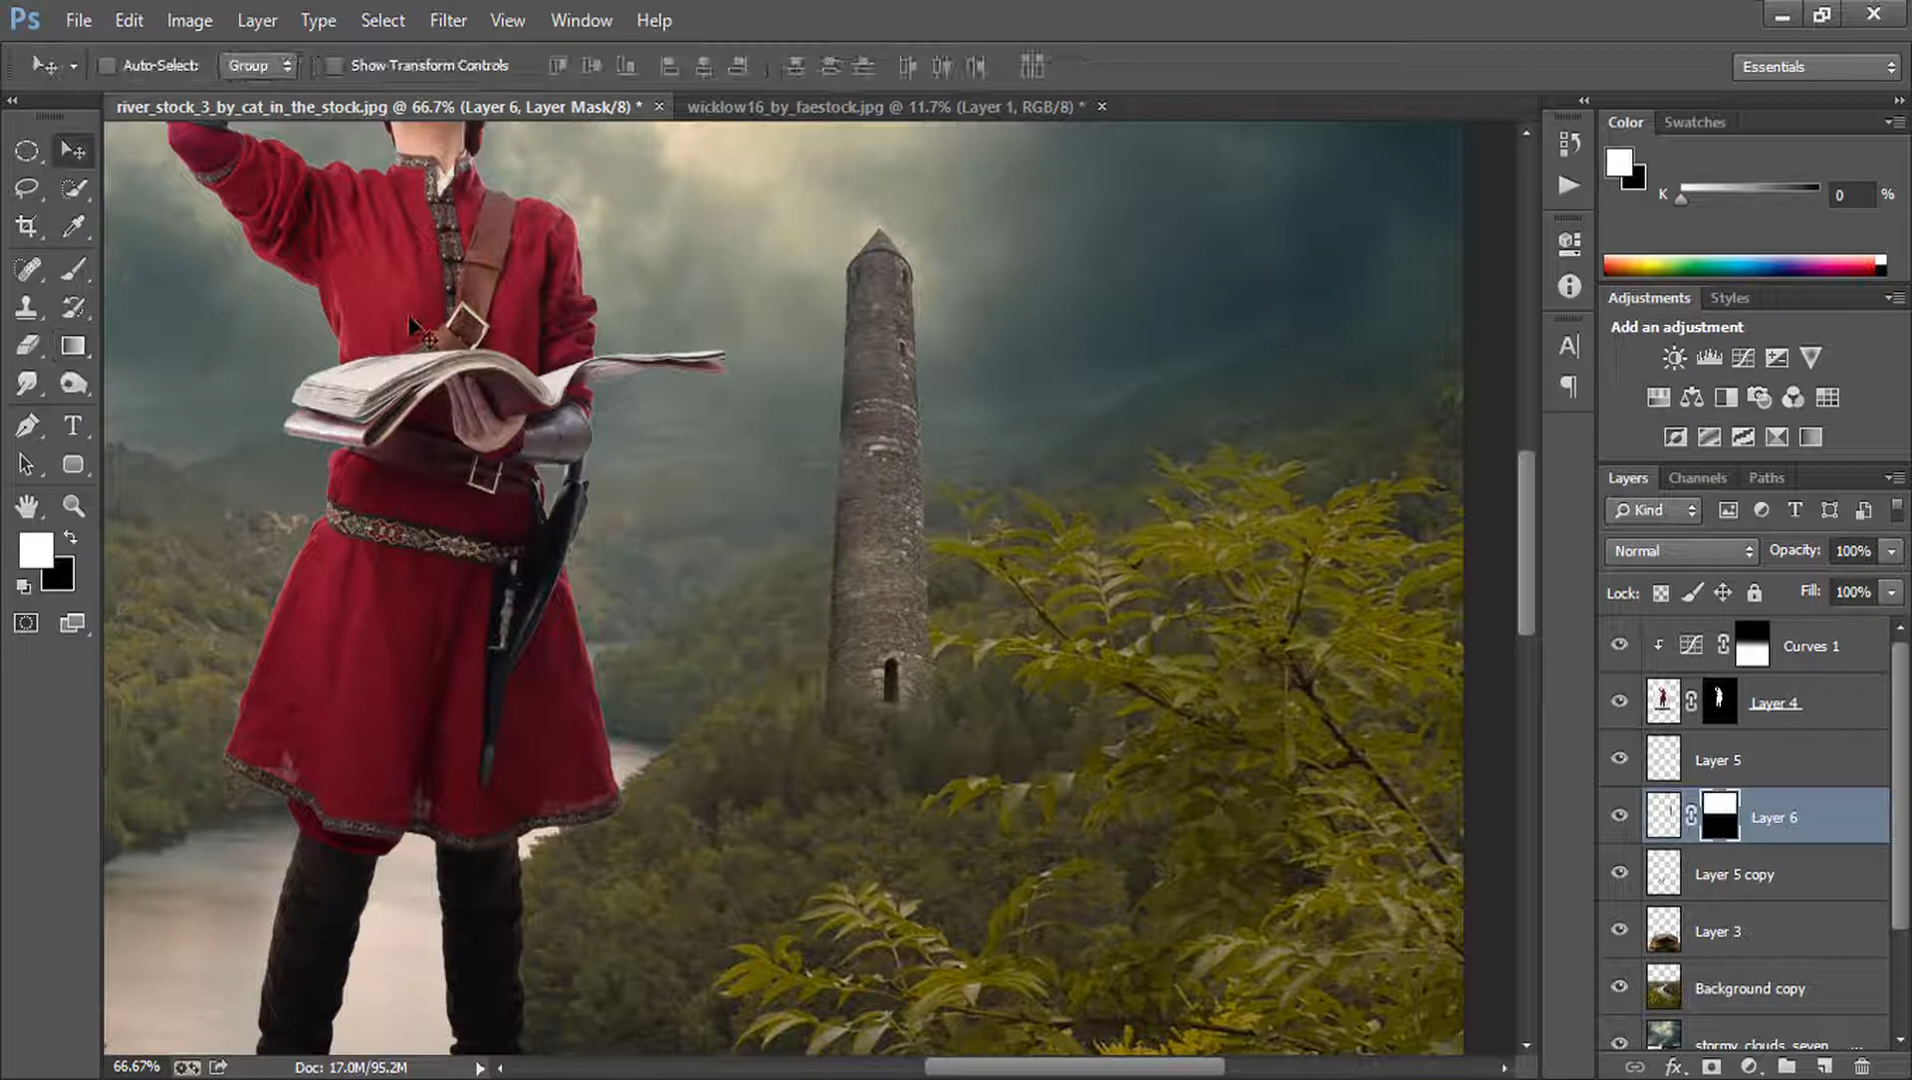 Ps File Edit Image Layer Type Select Filter View Window Help
Auto-Select: Group Show Transform Controls Essentials
river_stock_3_by_cat_in_the_stock.jpg @ 66.7% (Layer 6, Layer Mask/8) * × wicklow16_by_faestock.jpg @ 11.7% (Layer 1, RGB/8) * ×
Color Swatches
K 0 %
Adjustments Styles
Add an adjustment
Layers Channels Paths
Kind
Normal Opacity: 100%
Lock: Fill: 100%
Curves 1
Layer 4
Layer 5
Layer 6
Layer 5 copy
Layer 3
Background copy
stormy_clouds_seven_...
66.67% Doc: 17.0M/95.2M